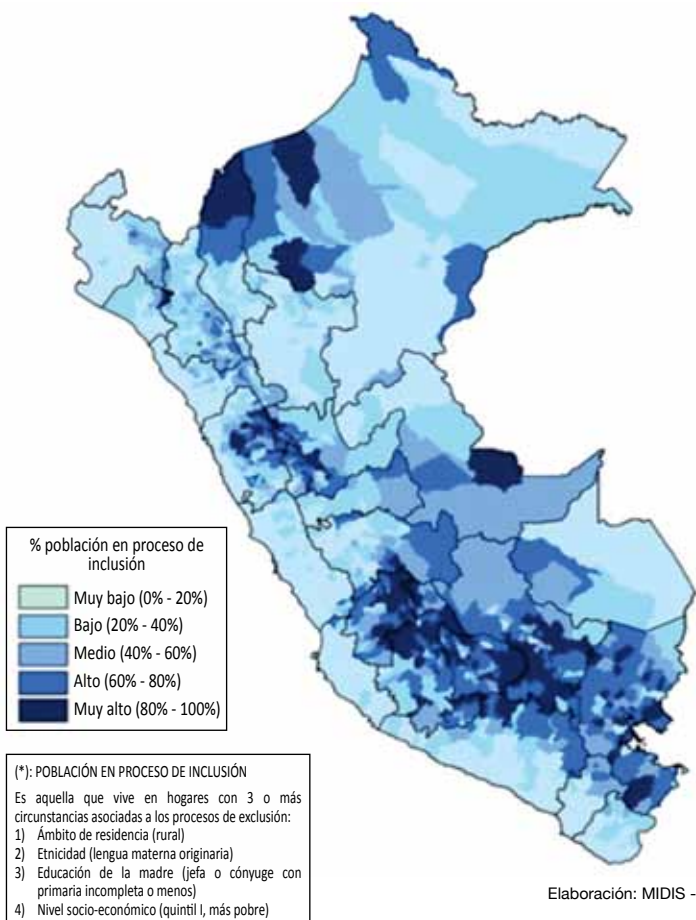 % población en proceso de
inclusión
Muy bajo (0% - 20%)
Bajo (20% - 40%)
Medio (40% - 60%)
Alto (60% - 80%)
Muy alto (80% - 100%)
(*): POBLACIÓN EN PROCESO DE INCLUSIÓN
Es aquella que vive en hogares con 3 o más
circunstancias asociadas a los procesos de exclusión:
1) Ámbito de residencia (rural)
2) Etnicidad (lengua materna originaria)
3) Educación de la madre (jefa o cónyuge con
primaria incompleta o menos)
4) Nivel socio-económico (quintil I, más pobre)
Elaboración: MIDIS -